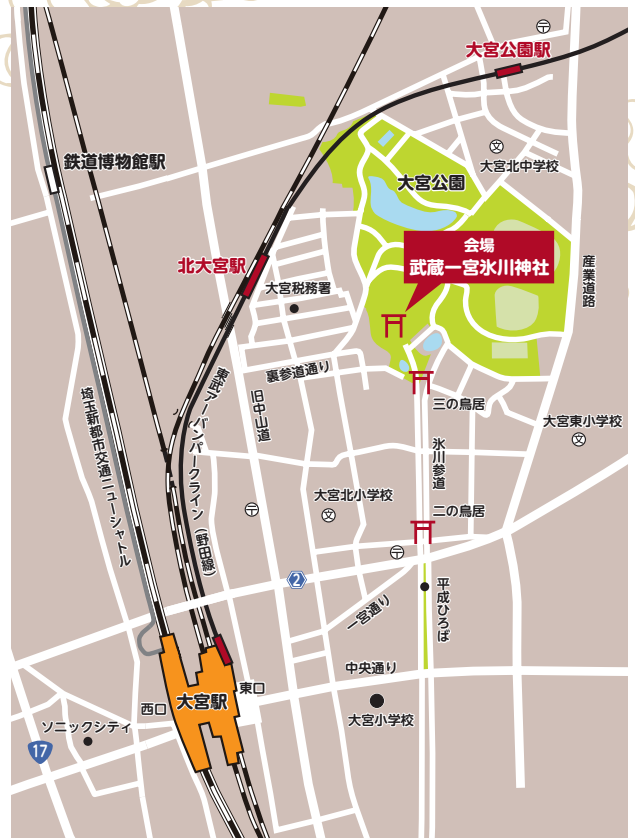 〒
大宮公園駅
文
大宮北中学校
鉄道博物館駅
大宮公園
会場
武蔵一宮氷川神社
産業道路
北大宮駅
大宮税務署
裏参道通り
三の鳥居
旧中山道
東武アーバンパークライン（野田線）
埼玉新都市交通ニューシャトル
氷川参道
大宮東小学校
文
大宮北小学校
文
〒
二の鳥居
〒
2
平成ひろば
一宮通り
中央通り
大宮駅
東口
西口
大宮小学校
ソニックシティ
17